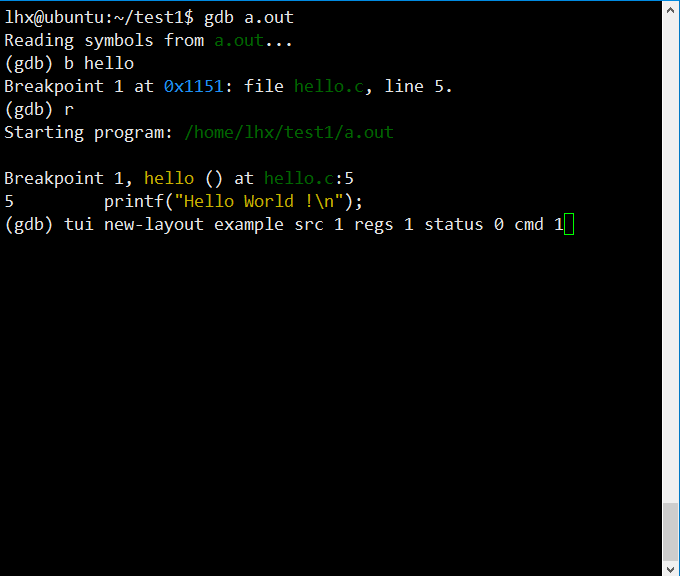 lhx@ubuntu:~/test1$ gdb a.out
Reading symbols from a.out...
(gdb) b hello
Breakpoint 1 at 0x1151: file hello.c, line 5.
(gdb) r
Starting program: /home/lhx/test1/a.out
Breakpoint 1, hello () at hello.c:5
5         printf("Hello World !\n");
(gdb) tui new-layout example src 1 regs 1 status 0 cmd 1